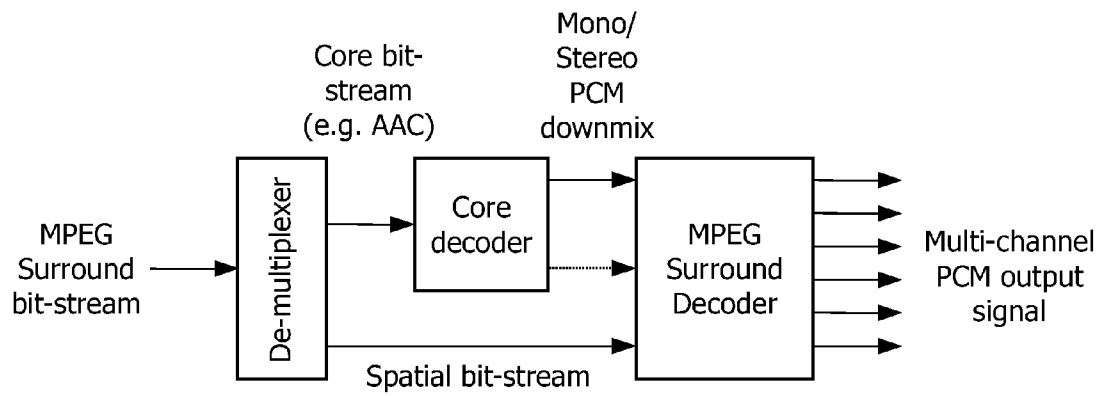 Mono/
Stereo
PCM
downmix
Core bit-
stream
(e.g. AAC)
MPEG
Surround
bit-stream
De-multiplexer
Core
decoder
MPEG
Surround
Decoder
Multi-channel
PCM output
signal
Spatial bit-stream